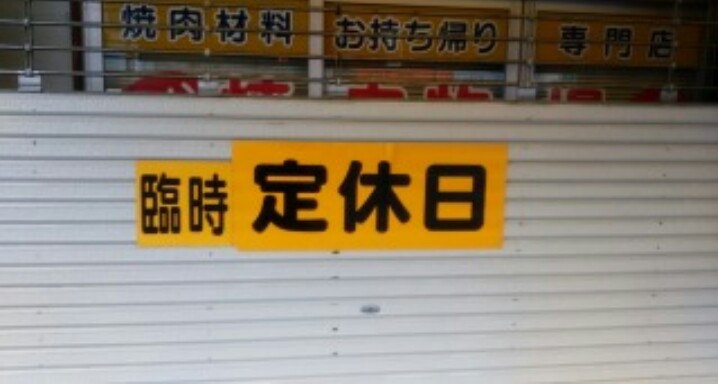 焼肉材料 お持ち帰り 専門店
臨時 定休日